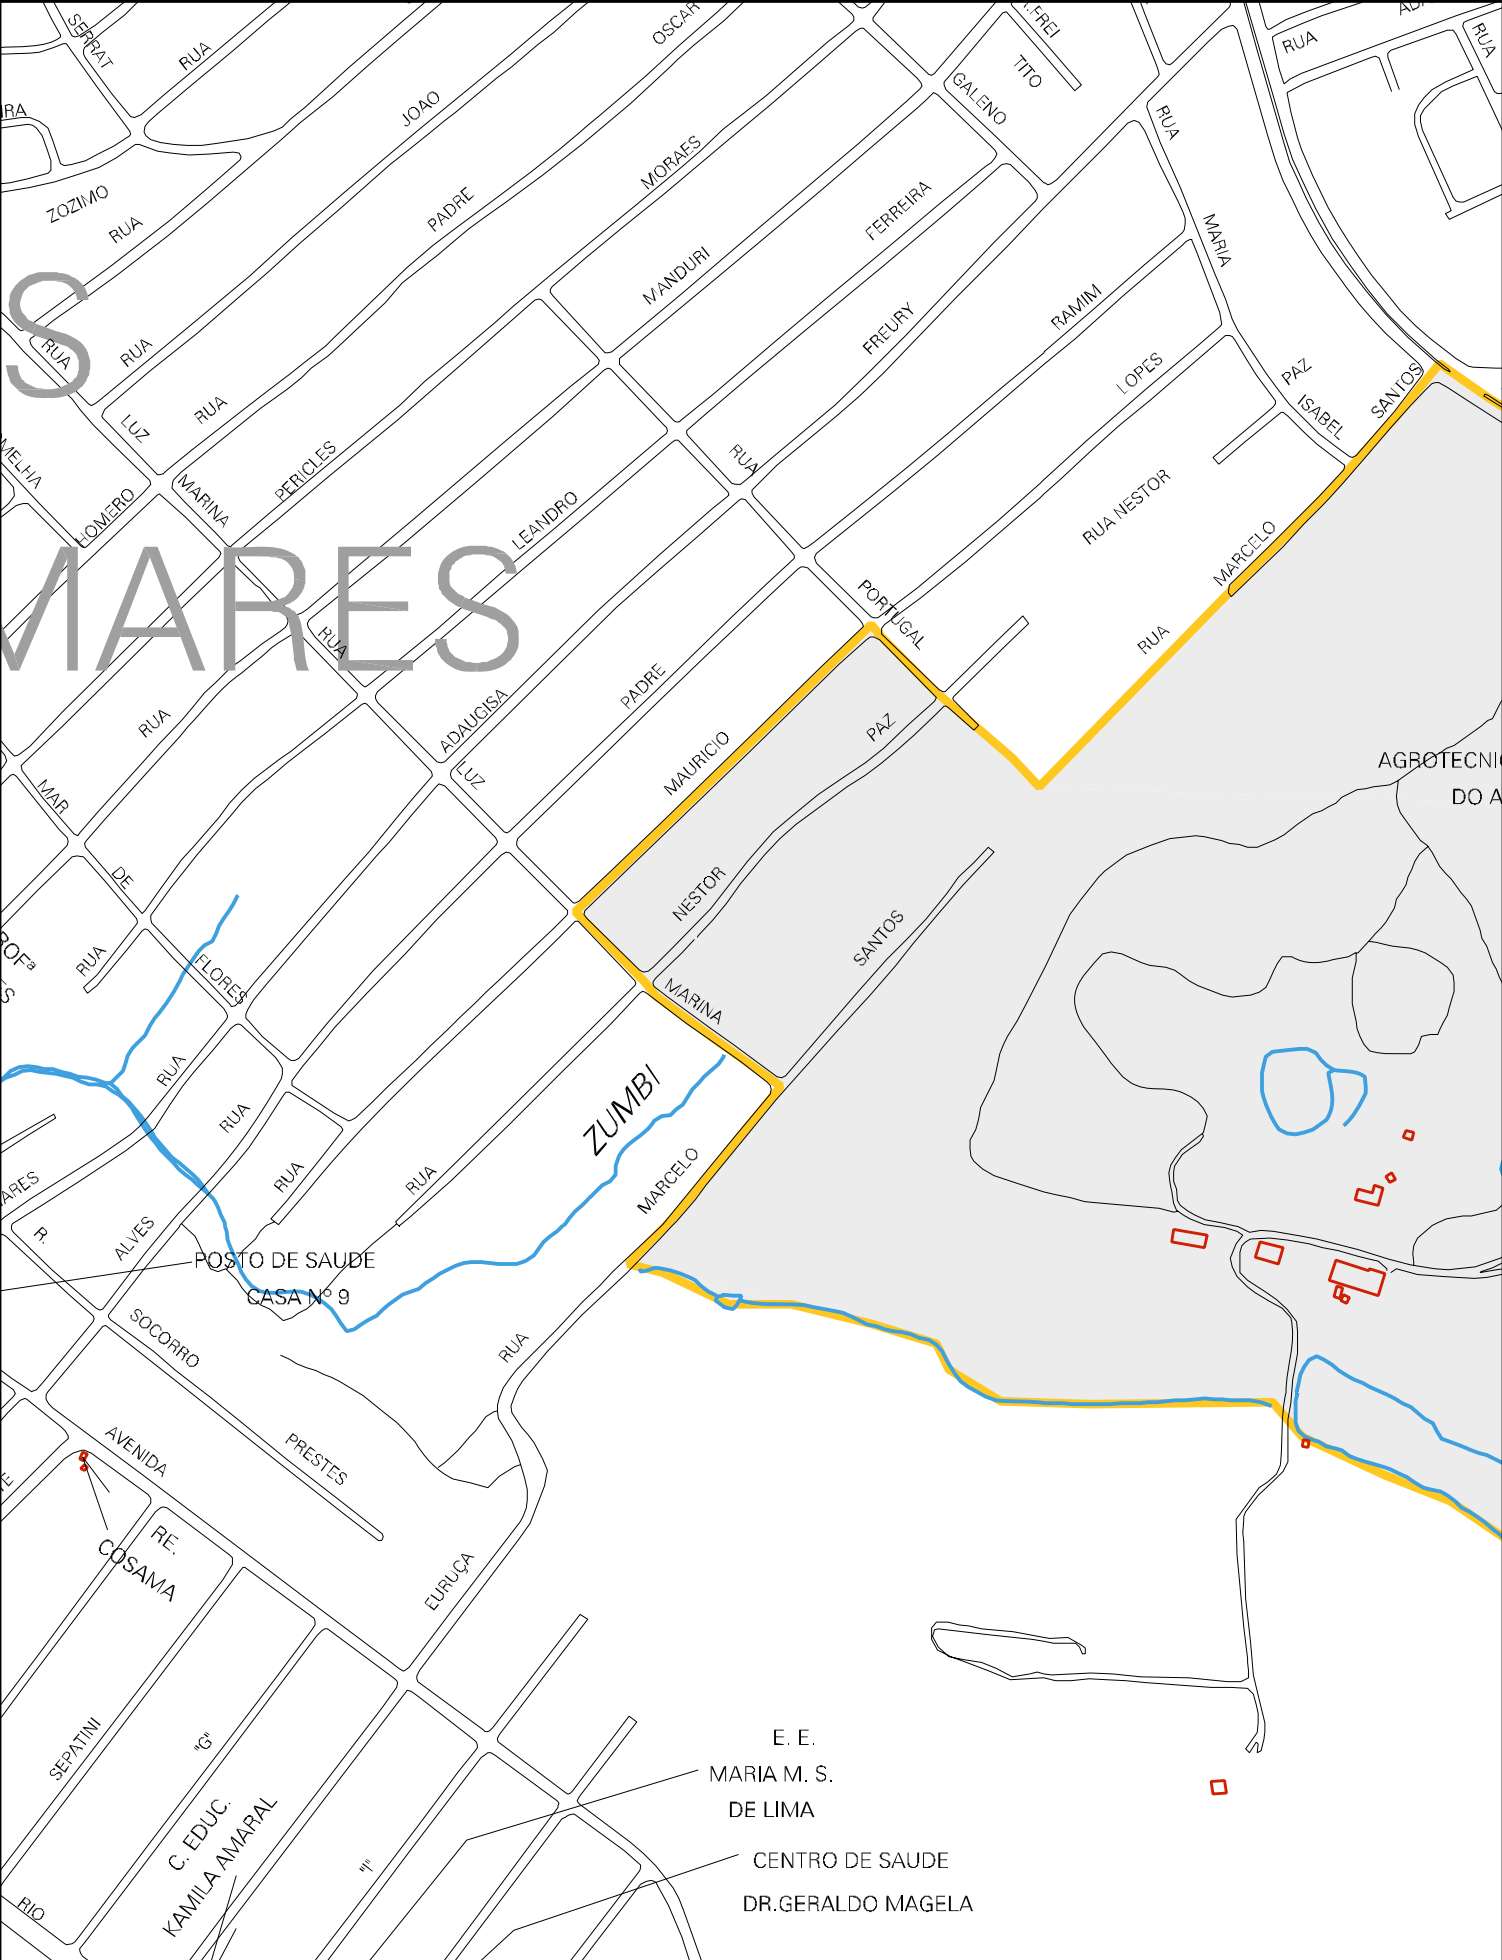 SERRAT
RUA
OSCAR
FREI
TITO
RUA
RUA
JOAO
GALENO
RUA
ZOZIMO
RUA
PADRE
MORAES
FERREIRA
MARIA
MANDURI
S
RUA
RUA
FREURY
RAMIM
LOPES
PAZ
ISABEL
SANTOS
LUZ
RUA
PERICLES
MARINA
HOMERO
LEANDRO
RUA
RUA NESTOR
MARCELO
MARES
RUA
PORTUGAL
RUA
RUA
ADAUGISA
PADRE
LUZ
MAURICIO
PAZ
AGROTECNI
DO A
MAR
DE
NESTOR
SANTOS
RUA
FLORES
MARINA
RUA
RUA
ZUMBI
RUA
RUA
MARCELO
R.
ALVES
POSTO DE SAUDE
CASA Nº 9
SOCORRO
RUA
AVENIDA
PRESTES
RE.
COSAMA
EURUÇA
SEPATINI
"G"
C. EDUC.
KAMILA AMARAL
"I"
RIO
E. E.
MARIA M. S.
DE LIMA
CENTRO DE SAUDE
DR.GERALDO MAGELA